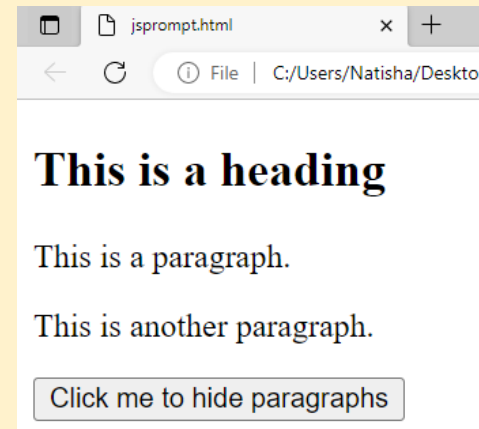 jsprompt.html
File | C:/Users/Natisha/Deskto
This is a heading
This is a paragraph.
This is another paragraph.
Click me to hide paragraphs